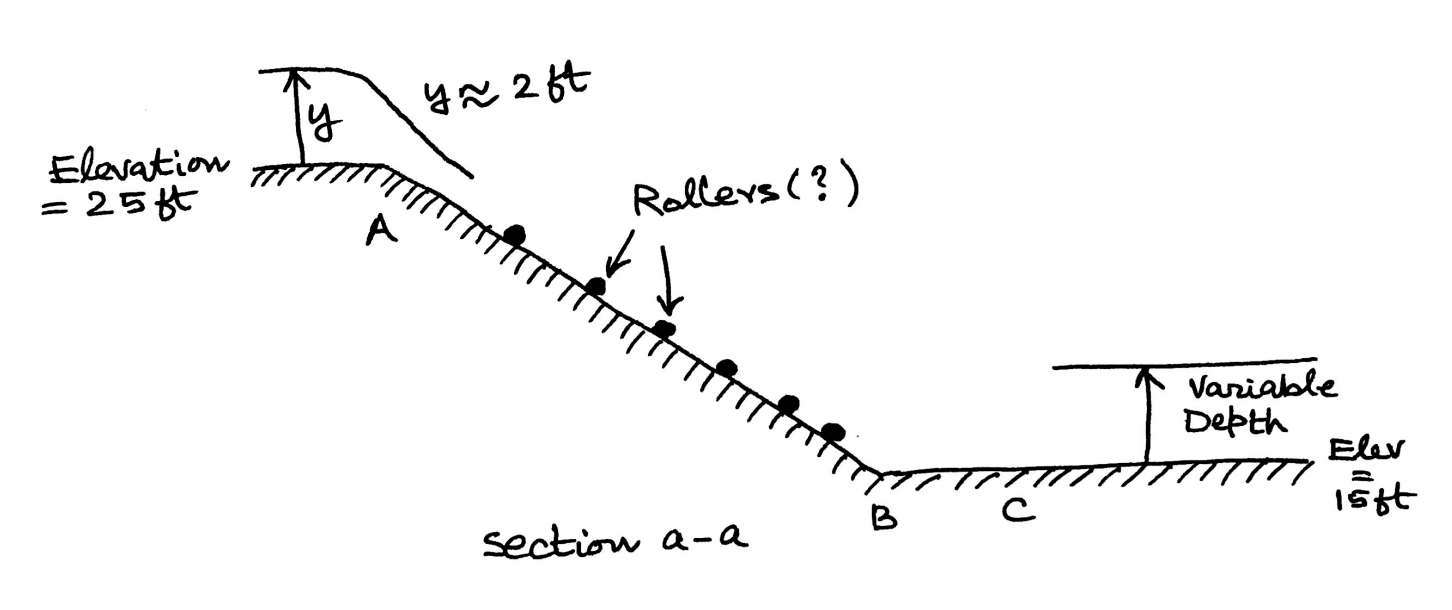 y ≈ 2 ft
y
Elevation
= 25 ft
A
Rollers (?)
Variable
Depth
Elev
=
15 ft
B
C
section a-a